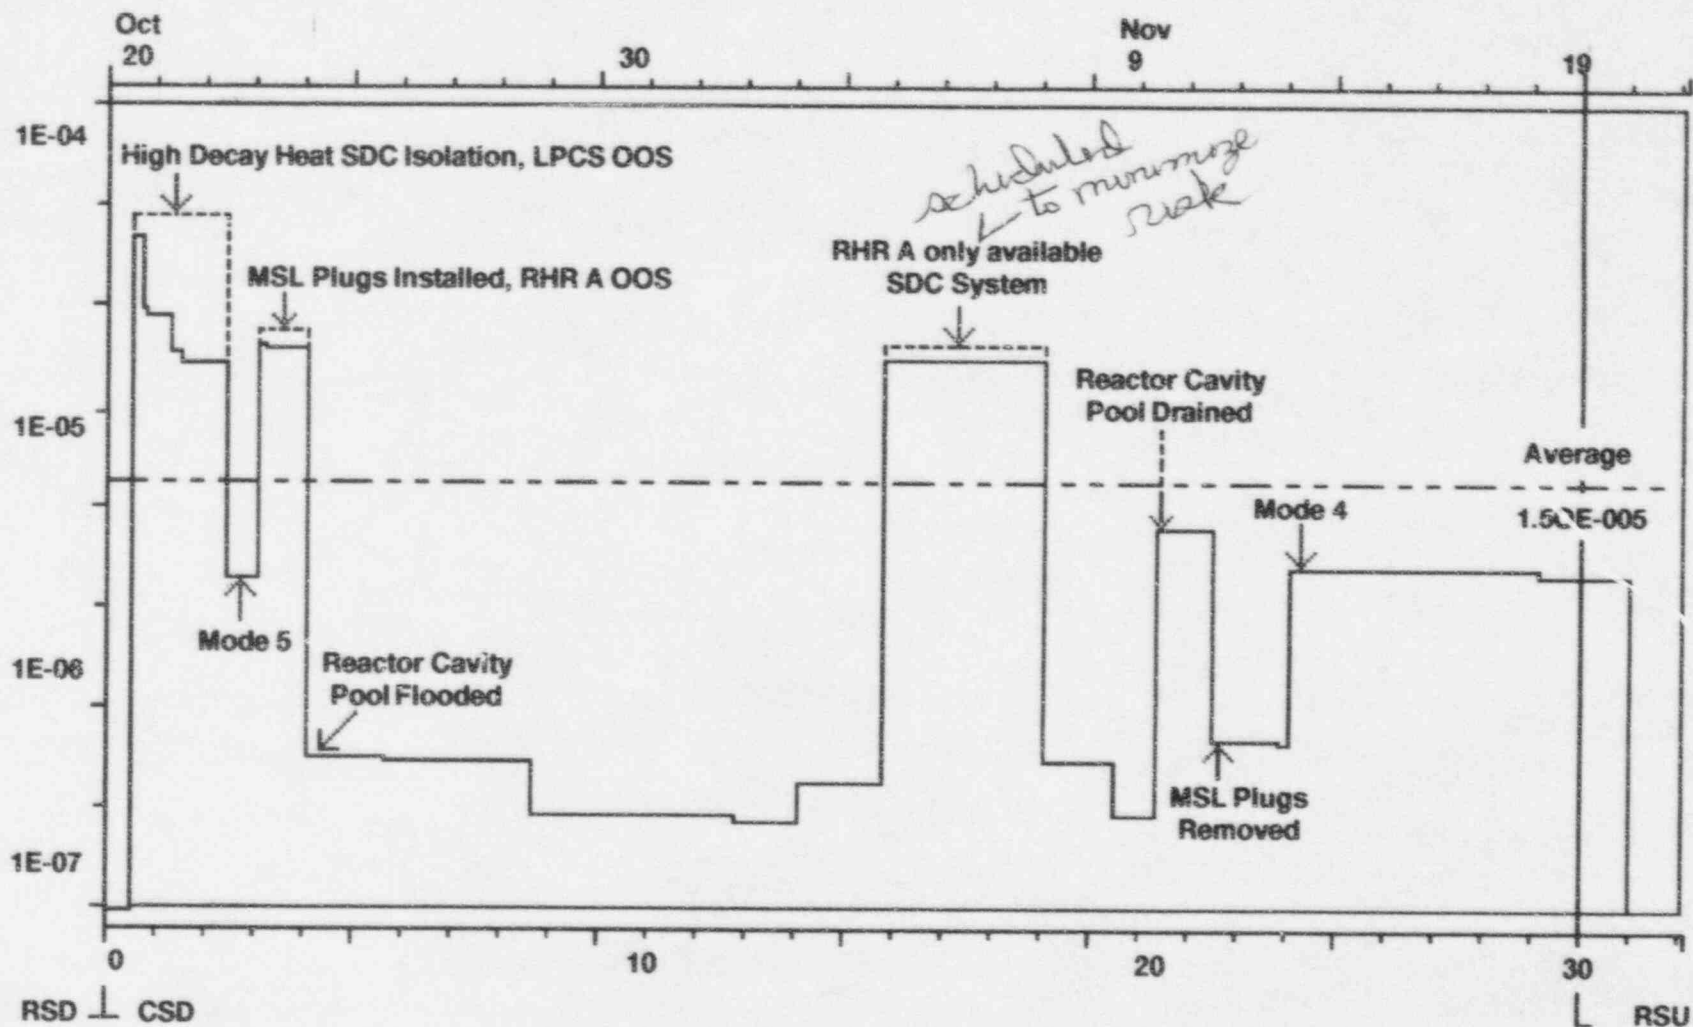 Oct
20
30
Nov
9
19
1E-04
High Decay Heat SDC Isolation, LPCS OOS
scheduled
to minimize
risk
RHR A only available
SDC System
MSL Plugs Installed, RHR A OOS
Reactor Cavity
Pool Drained
1E-05
Average
Mode 4
1.50E-005
Mode 5
Reactor Cavity
Pool Flooded
1E-06
MSL Plugs
Removed
1E-07
0
10
20
30
RSD
CSD
RSU